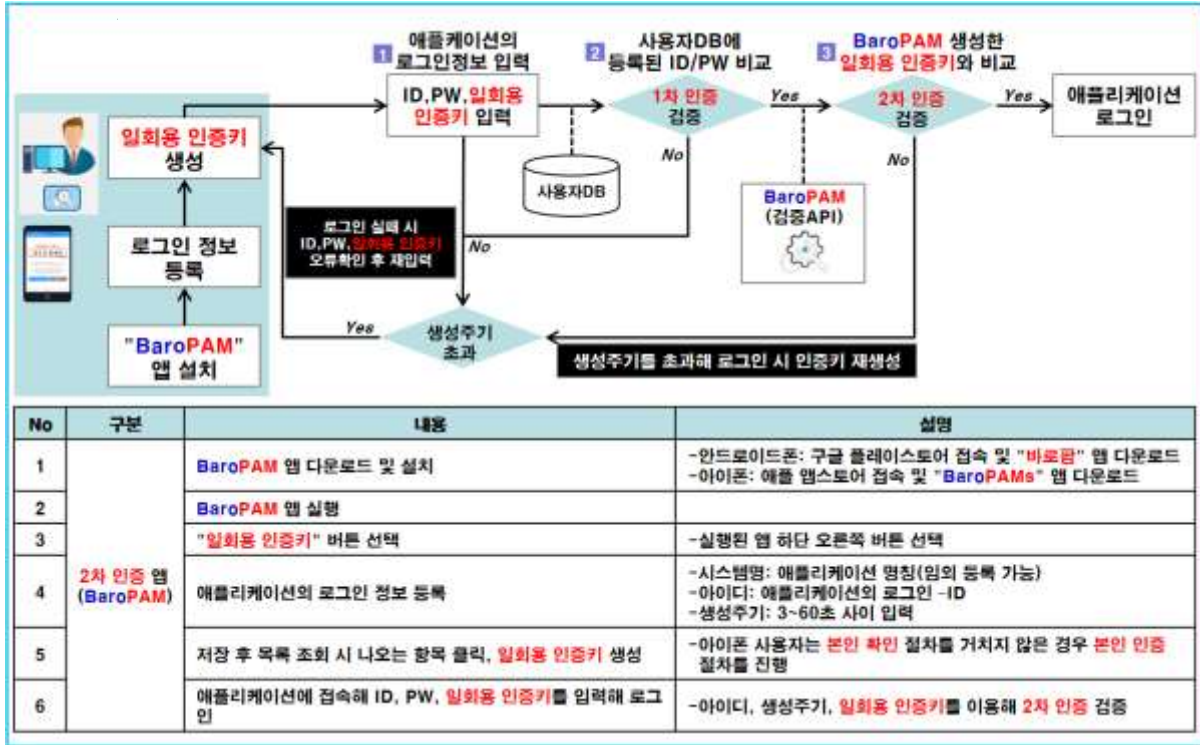 1 애플케이션의
로그인정보 입력
2 사용자DB에
등록된 ID/PW 비교
3 BaroPAM 생성한
일회용 인증키와 비교
ID,PW,일회용
인증키 입력
1차 인증
검증
Yes
2차 인증
검증
Yes
애플리케이션
로그인
일회용 인증키
생성
No
No
사용자DB
BaroPAM
(검증API)
로그인 실패 시
ID,PW,일회용 인증키
오류확인 후 재입력
No
로그인 정보
등록
Yes
생성주기
초과
생성주기를 초과해 로그인 시 인증키 재생성
"BaroPAM"
앱 설치
No 구분 내용 설명
1 BaroPAM 앱 다운로드 및 설치 -안드로이드폰: 구글 플레이스토어 접속 및 "바로팜" 앱 다운로드
-아이폰: 애플 앱스토어 접속 및 "BaroPAMs" 앱 다운로드
2 BaroPAM 앱 실행
3 "일회용 인증키" 버튼 선택 -실행된 앱 하단 오른쪽 버튼 선택
2차 인증 앱
(BaroPAM)
4 애플리케이션의 로그인 정보 등록 -시스템명: 애플리케이션 명칭(임의 등록 가능)
-아이디: 애플리케이션의 로그인 -ID
-생성주기: 3~60초 사이 입력
5 저장 후 목록 조회 시 나오는 항목 클릭, 일회용 인증키 생성 -아이폰 사용자는 본인 확인 절차를 거치지 않은 경우 본인 인증
절차를 진행
6 애플리케이션에 접속해 ID, PW, 일회용 인증키를 입력해 로그
인 -아이디, 생성주기, 일회용 인증키를 이용해 2차 인증 검증